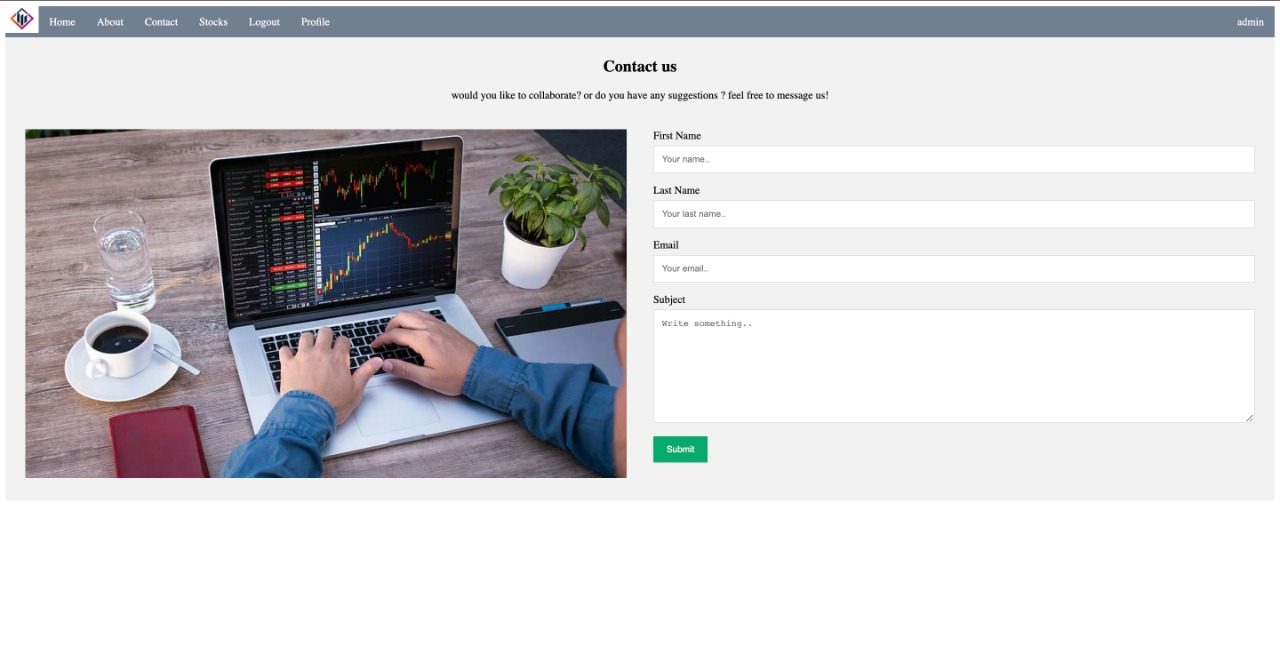 Home About Contact Stocks Logout Profile admin
Contact us
would you like to collaborate? or do you have any suggestions ? feel free to message us!
First Name
Your name..
Last Name
Your last name..
Email
Your email..
Subject
Write something..
Submit